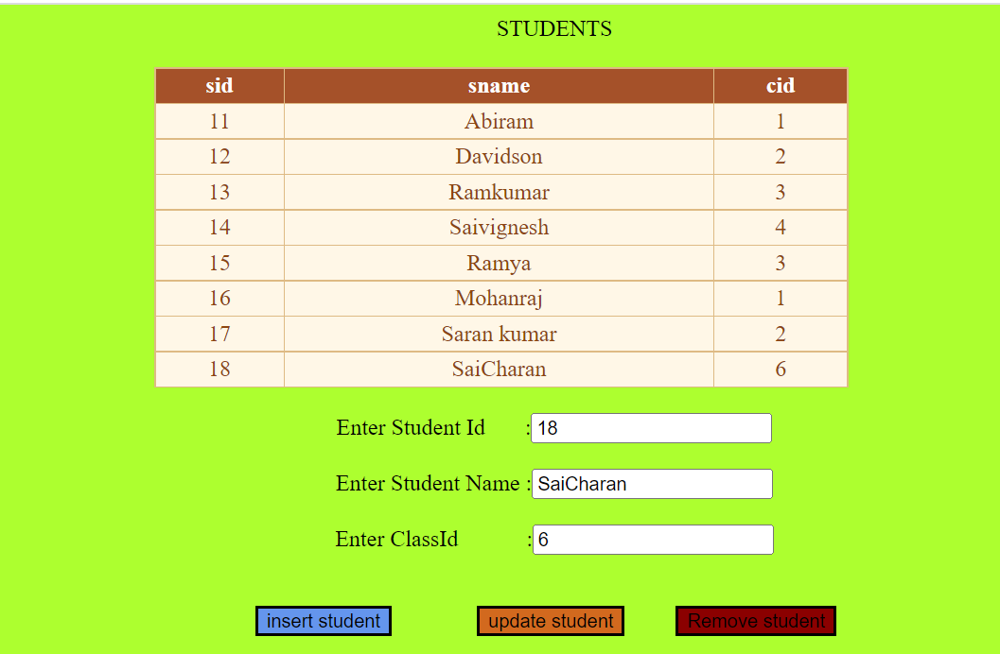 STUDENTS
sid sname cid
11 Abiram 1
12 Davidson 2
13 Ramkumar 3
14 Saivignesh 4
15 Ramya 3
16 Mohanraj 1
17 Saran kumar 2
18 SaiCharan 6
Enter Student Id :18
Enter Student Name :SaiCharan
Enter ClassId :6
insert student update student Remove student